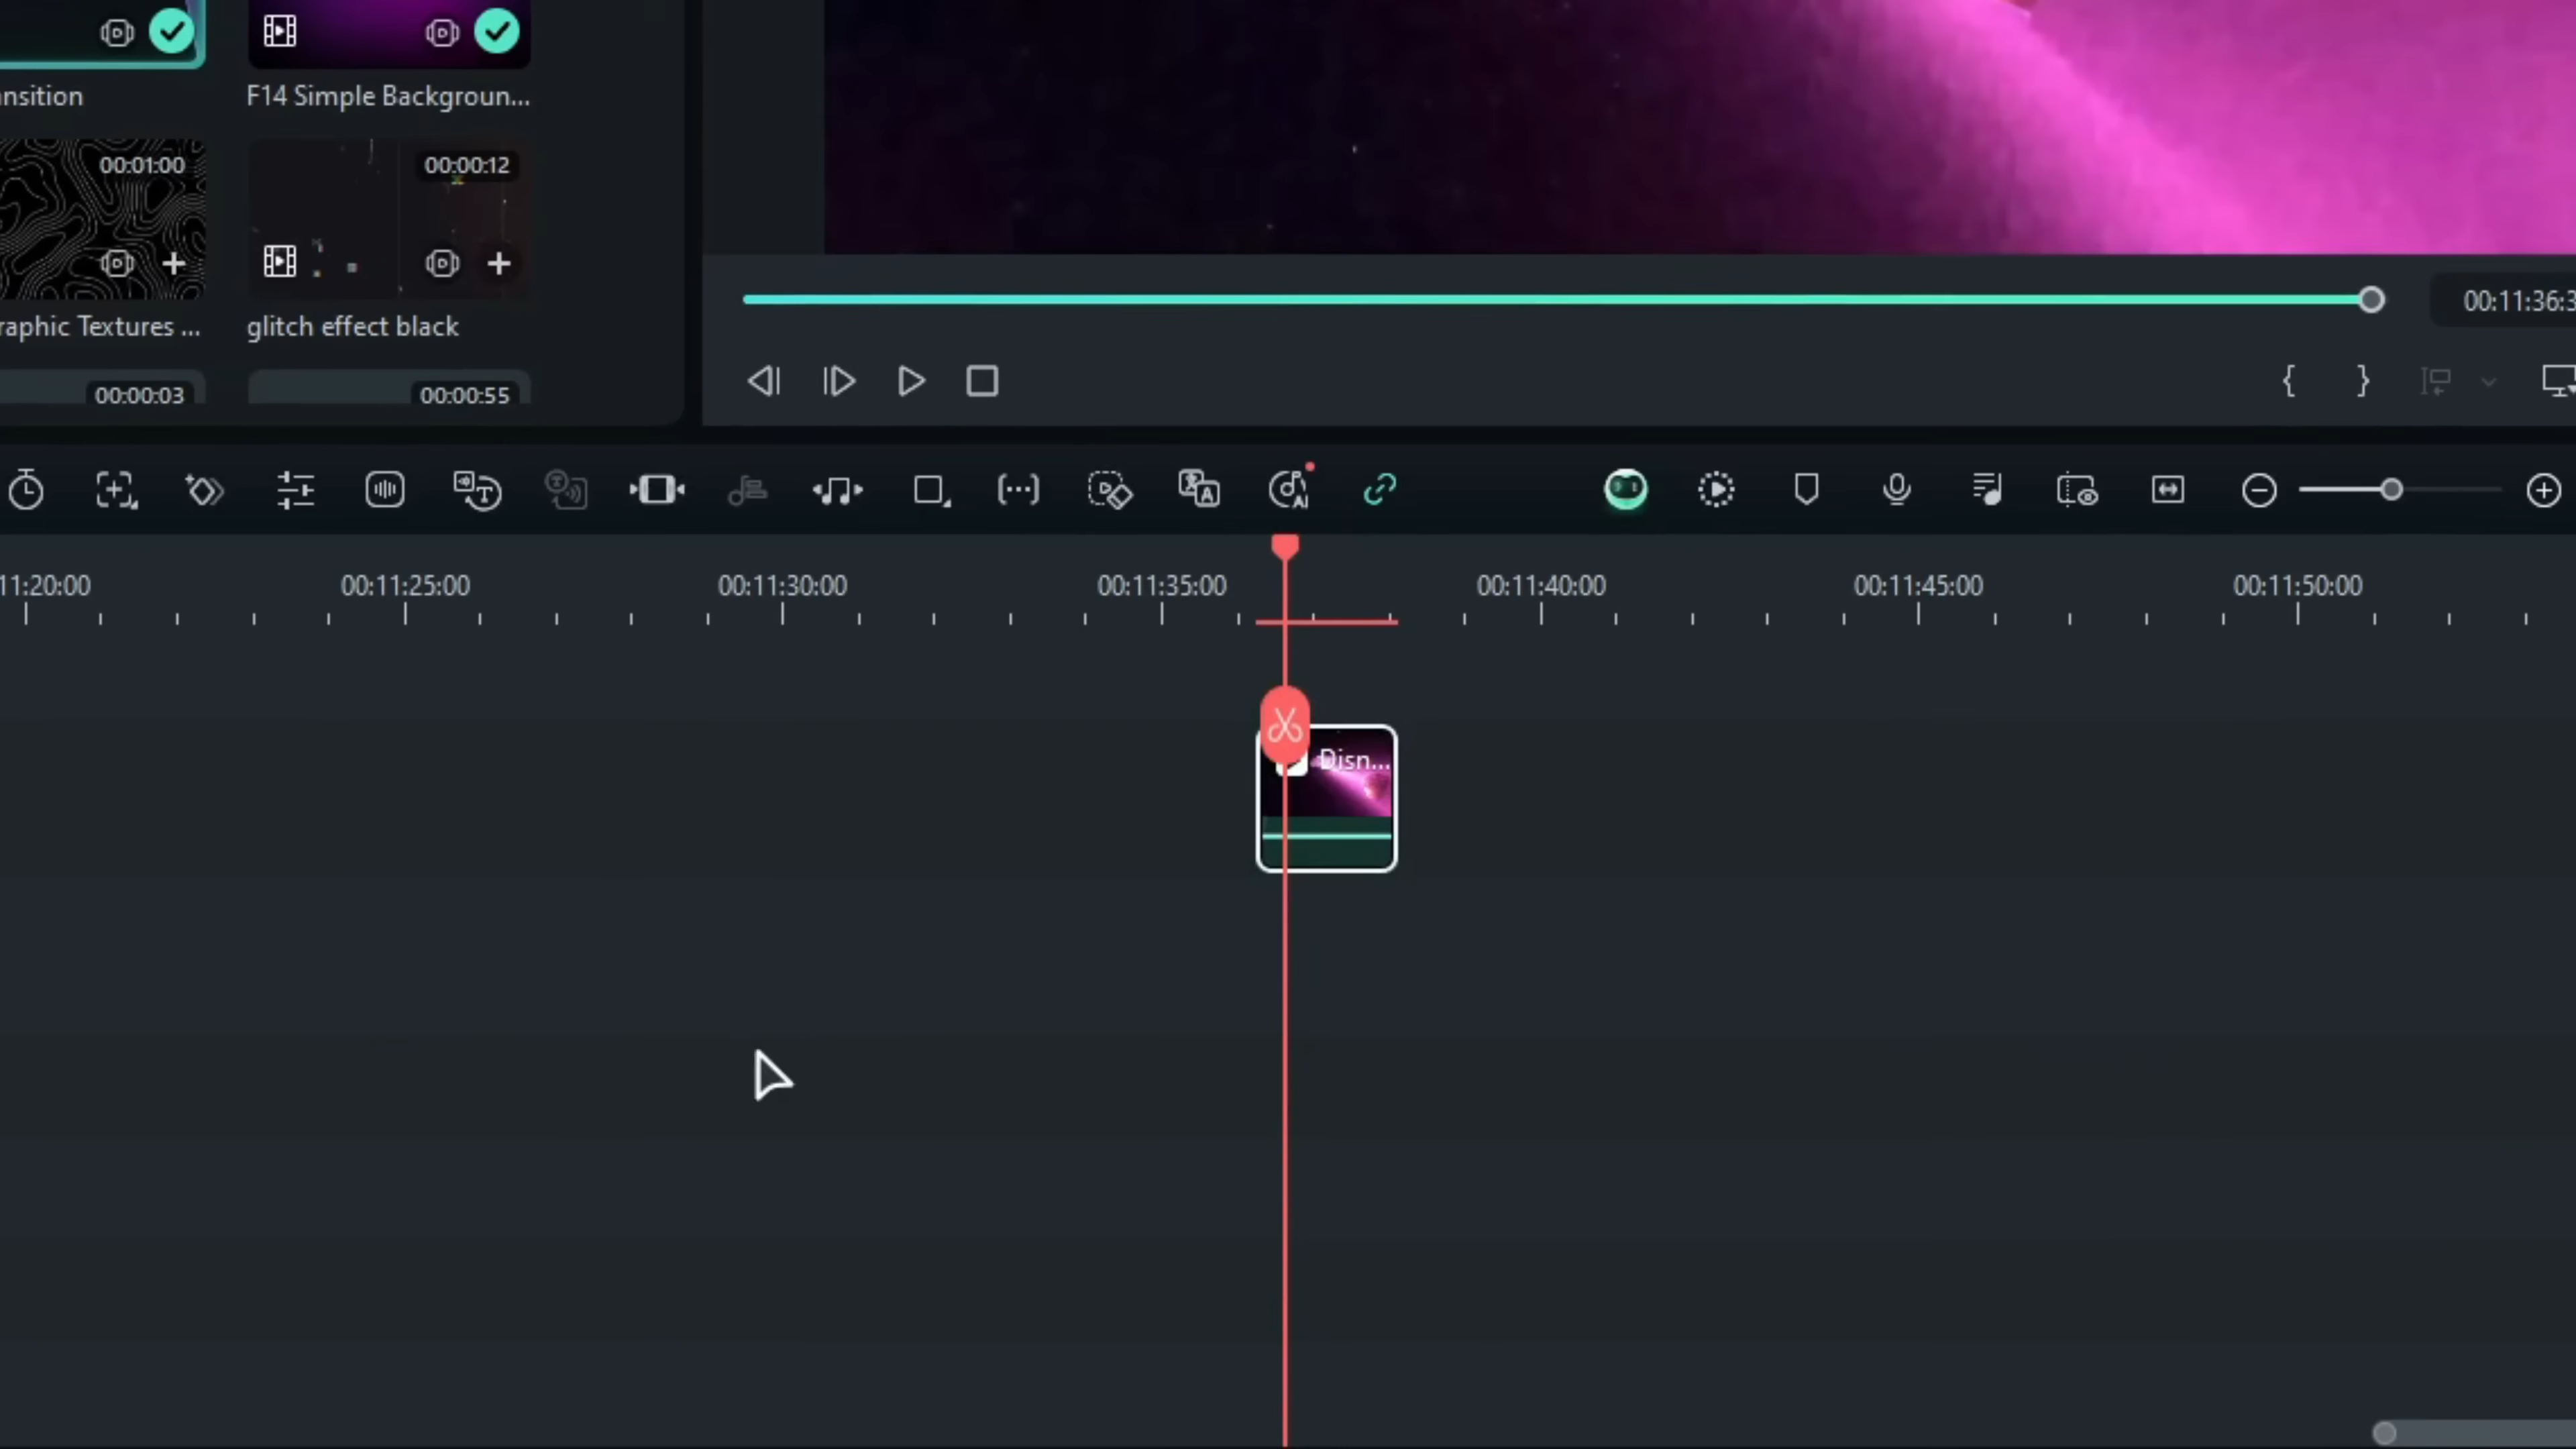 nsition
F14 Simple Backgroun...
00:01:00
00:00:12
raphic Textures ...
glitch effect black
00:00:03
00:00:55
00:11:36:3
11:20:00
00:11:25:00
00:11:30:00
00:11:35:00
00:11:40:00
00:11:45:00
00:11:50:00
Disn...